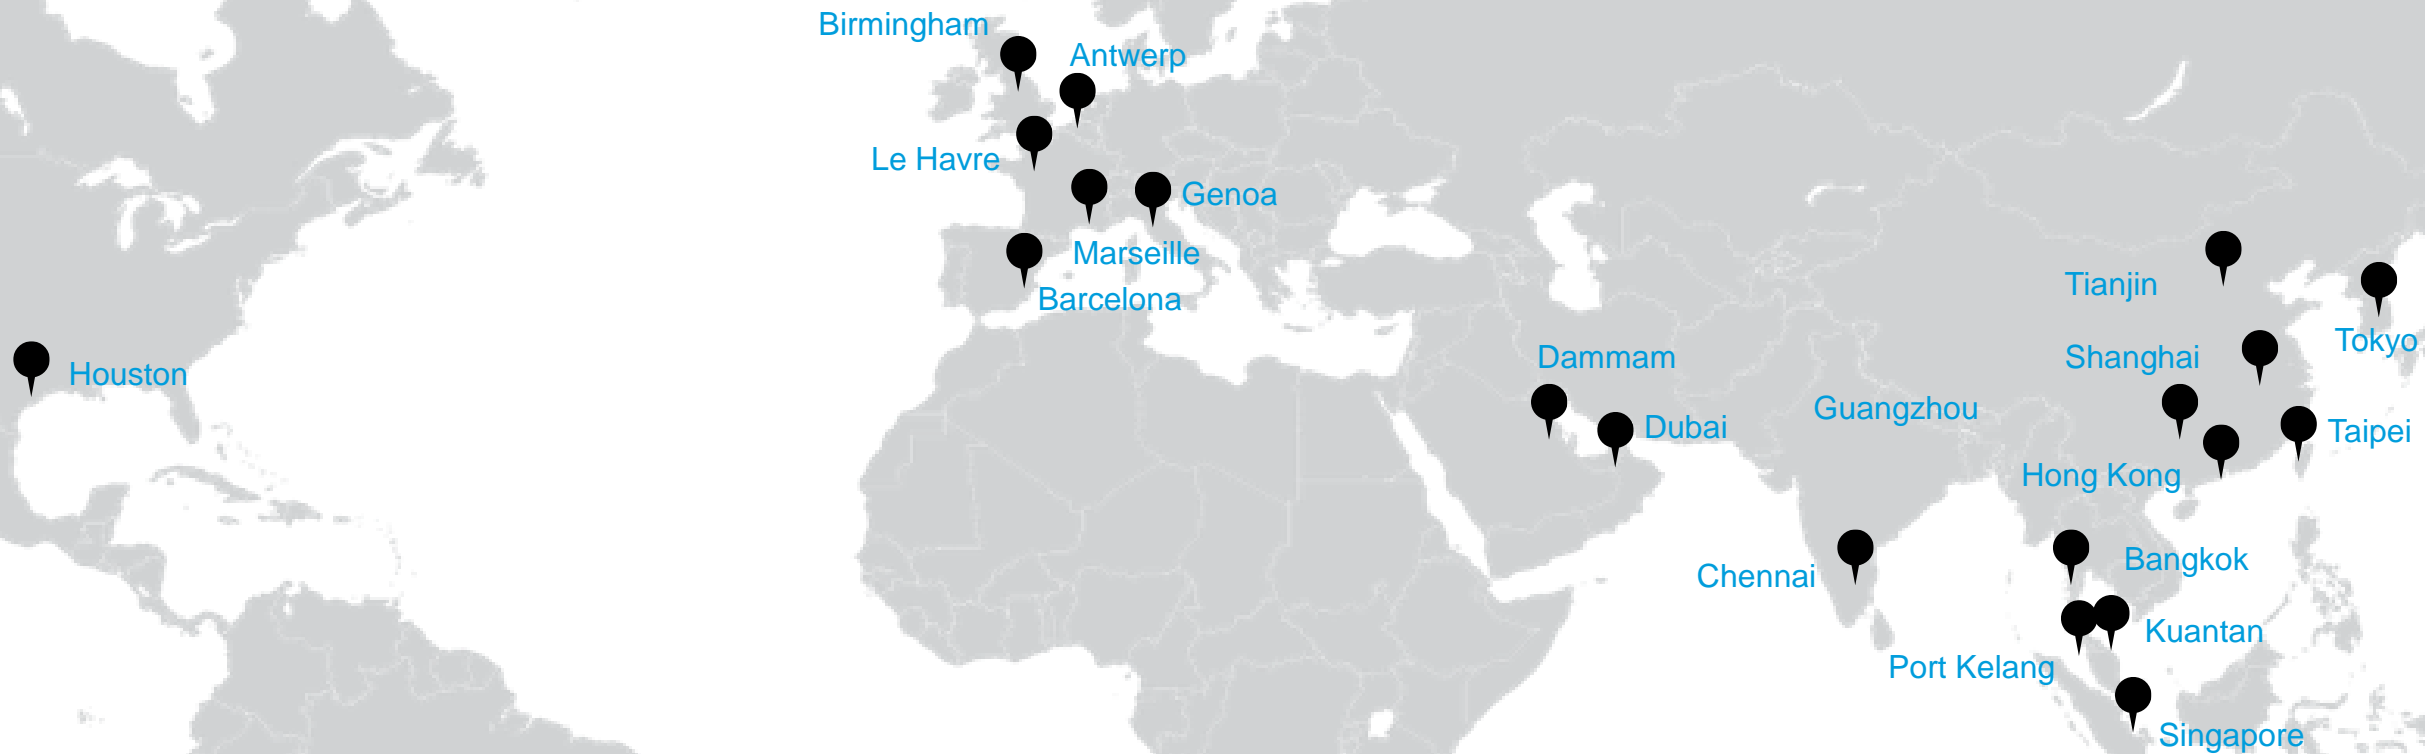 Birmingham
Antwerp
Le Havre
Genoa
Marseille
Barcelona
Tianjin
Tokyo
Houston
Dammam
Shanghai
Guangzhou
Dubai
Taipei
Hong Kong
Chennai
Bangkok
Kuantan
Port Kelang
Singapore